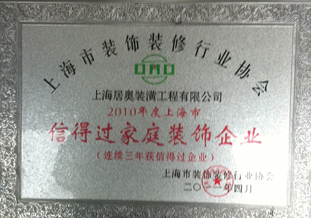 上海市装饰装修行业协会
上海居奥装潢工程有限公司
2010年度上海市
信得过家庭装饰企业
(连续三年获信得过企业)
上海市装饰装修行业协会
二〇一一年四月